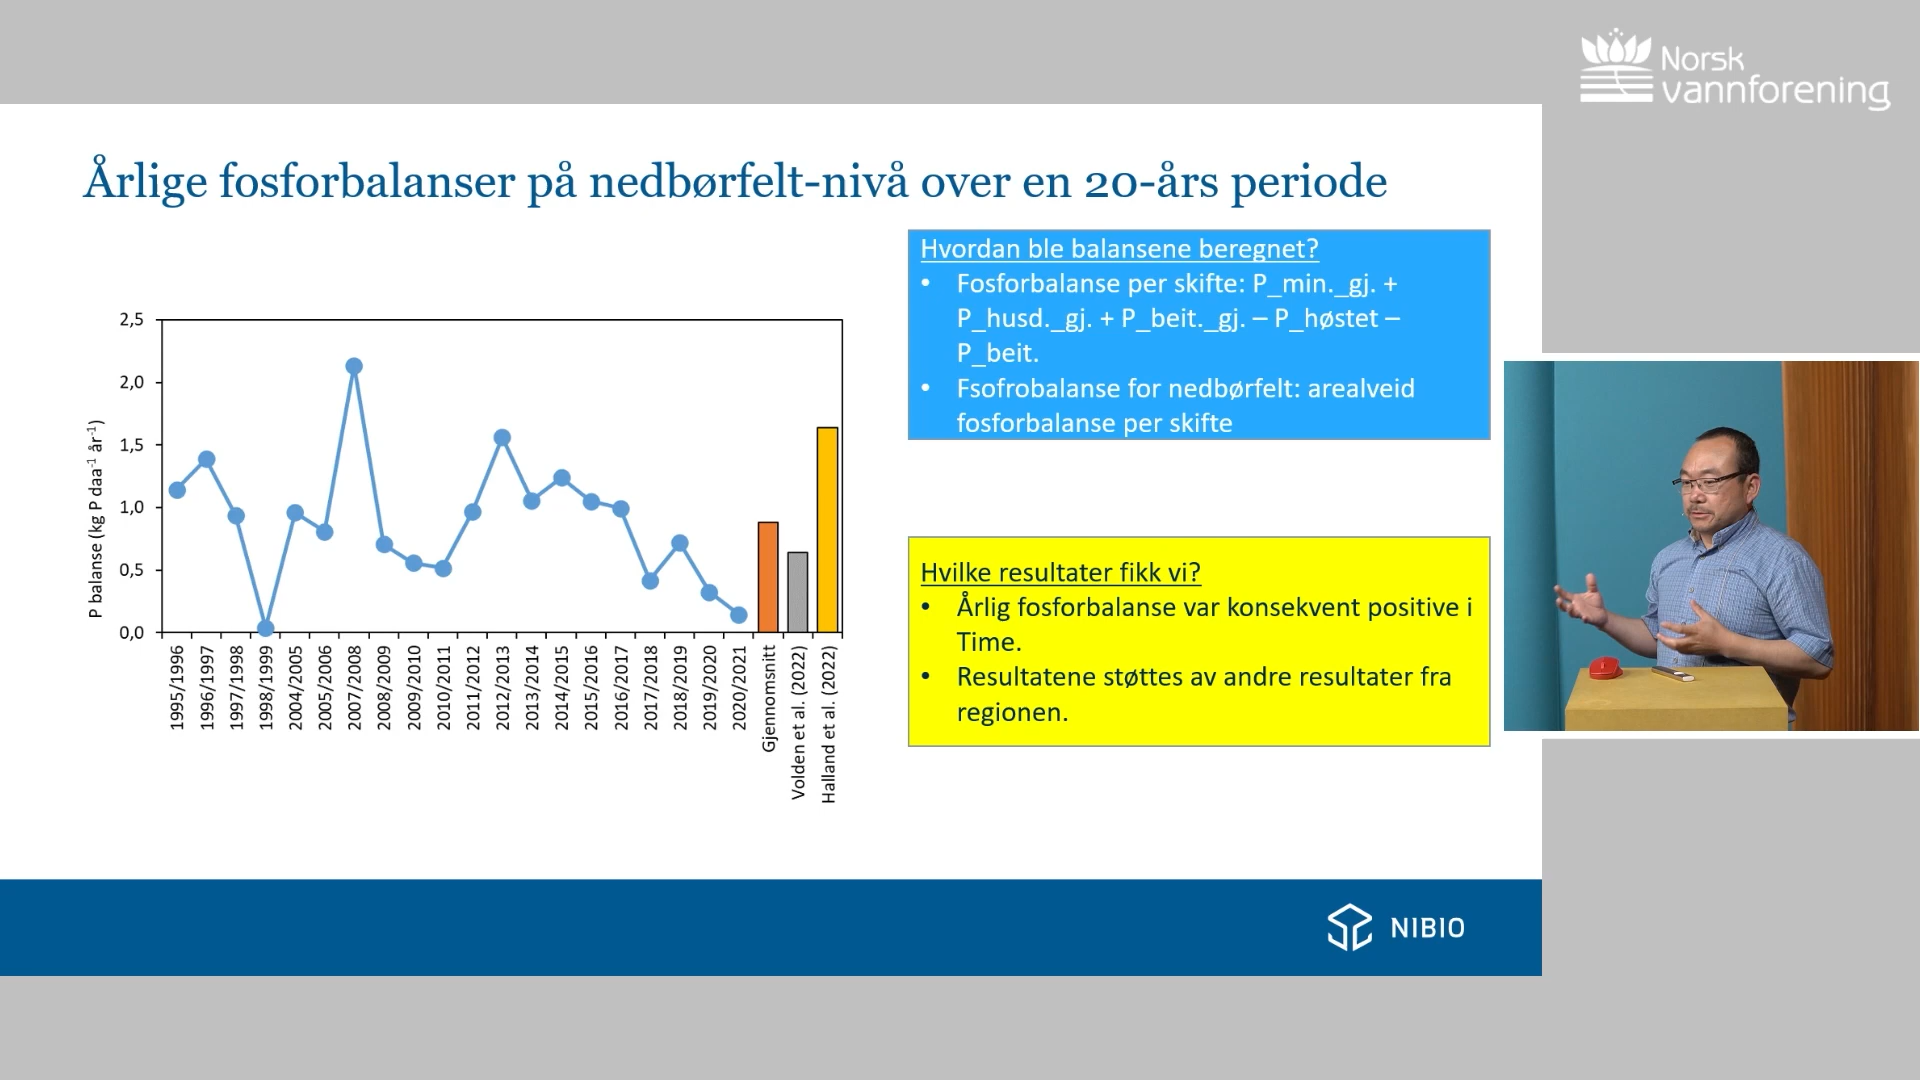 Norsk
vannforening
Årlige fosforbalanser på nedbørfelt-nivå over en 20-års periode
Hvordan ble balansene beregnet?
• Fosforbalanse per skifte: P_min._gj. +
P_husd._gj. + P_beit._gj. – P_høstet –
P_beit.
• Fsofrobalanse for nedbørfelt: arealveid
fosforbalanse per skifte
P balanse (kg P daa⁻¹ år⁻¹)
2,5
2,0
1,5
1,0
0,5
0,0
1995/1996
1996/1997
1997/1998
1998/1999
2004/2005
2005/2006
2007/2008
2008/2009
2009/2010
2010/2011
2011/2012
2012/2013
2013/2014
2014/2015
2015/2016
2016/2017
2017/2018
2018/2019
2019/2020
2020/2021
Gjennomsnitt
Volden et al. (2022)
Halland et al. (2022)
Hvilke resultater fikk vi?
• Årlig fosforbalanse var konsekvent positive i
Time.
• Resultatene støttes av andre resultater fra
regionen.
NIBIO